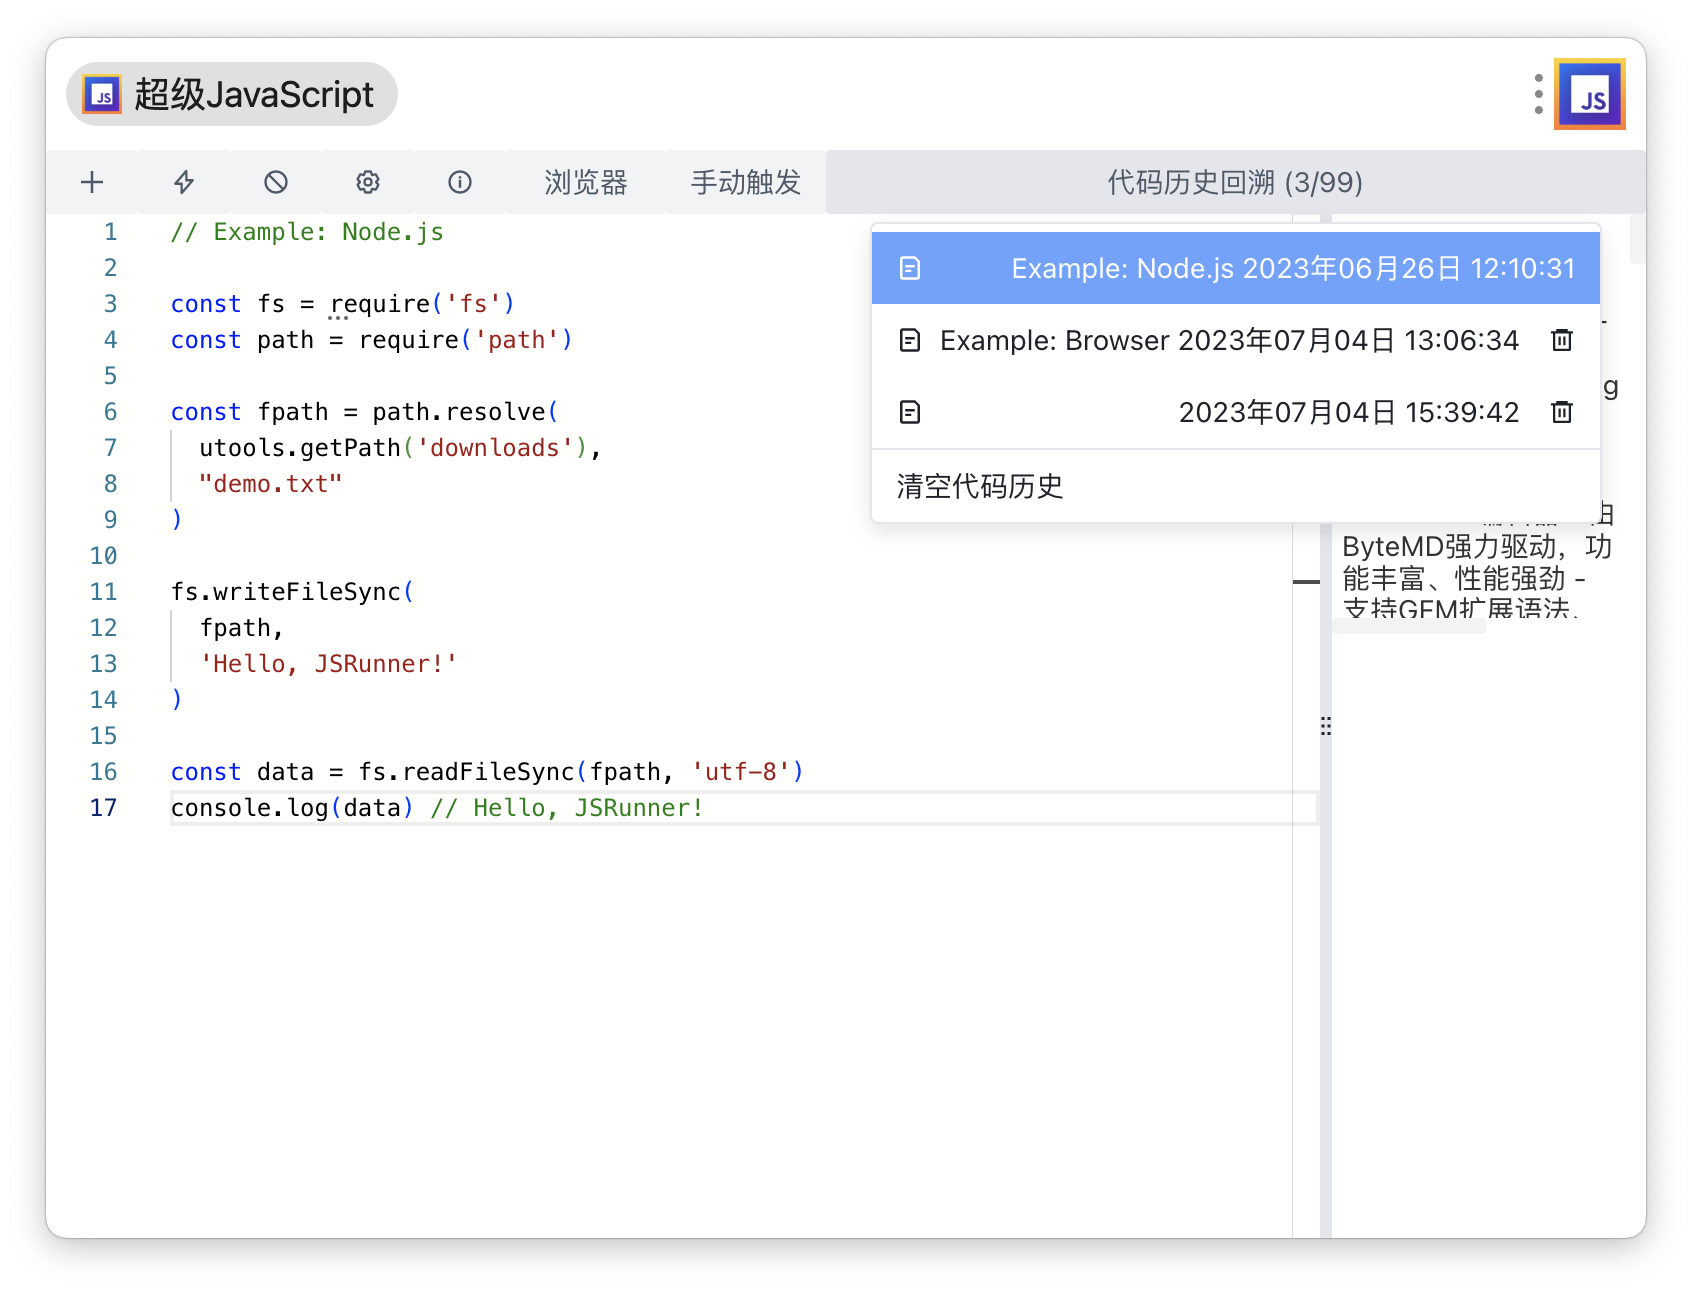 JS 超级JavaScript
JS
浏览器 手动触发 代码历史回溯 (3/99)
1 // Example: Node.js
2
3 const fs = require('fs')
4 const path = require('path')
5
6 const fpath = path.resolve(
7 utools.getPath('downloads'),
8 "demo.txt"
9 )
10
11 fs.writeFileSync(
12 fpath,
13 'Hello, JSRunner!'
14 )
15
16 const data = fs.readFileSync(fpath, 'utf-8')
17 console.log(data) // Hello, JSRunner!
Example: Node.js 2023年06月26日 12:10:31
Example: Browser 2023年07月04日 13:06:34
2023年07月04日 15:39:42
清空代码历史
g
ByteMD强力驱动，功
能丰富、性能强劲 -
支持GFM扩展语法、